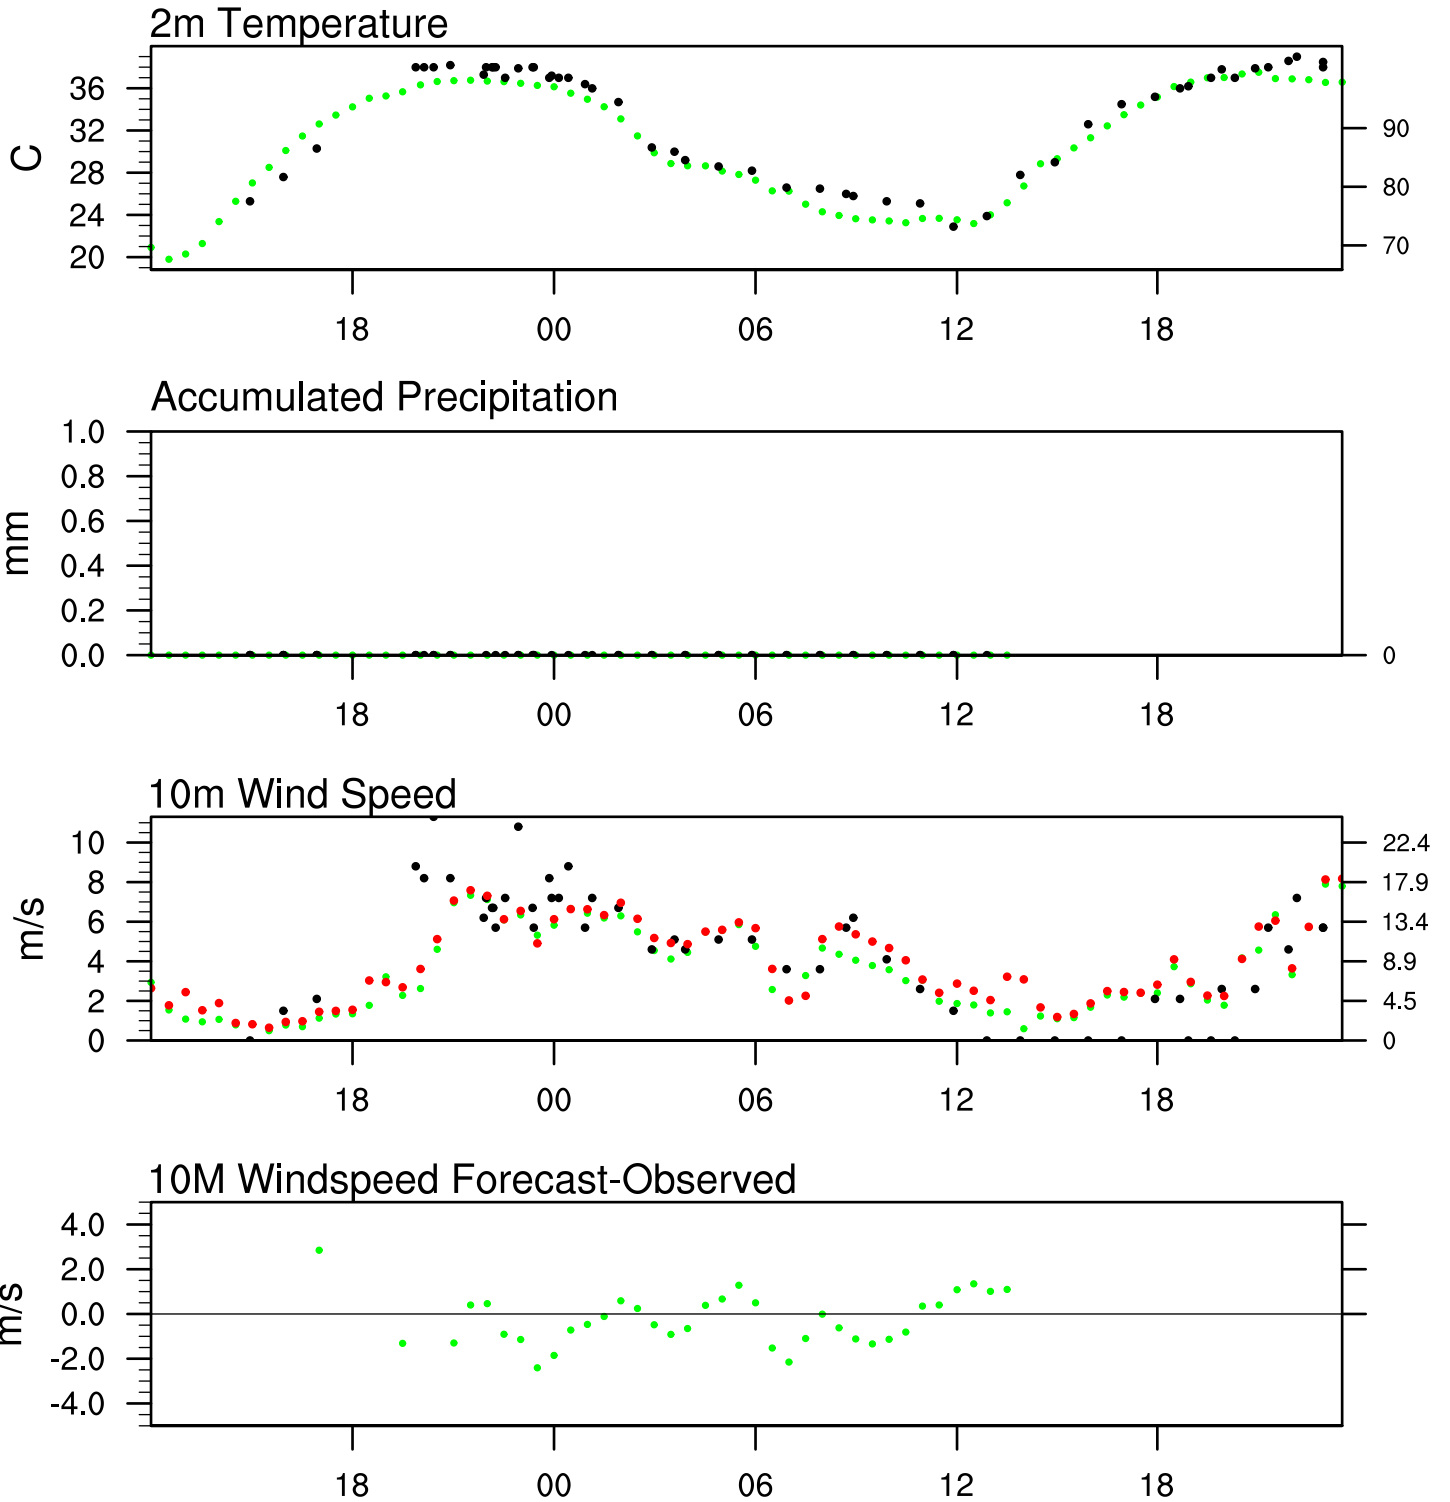 2m Temperature
C
36
32
28
24
20
90
80
70
18 00 06 12 18
Accumulated Precipitation
mm
1.0
0.8
0.6
0.4
0.2
0.0
0
18 00 06 12 18
10m Wind Speed
m/s
10
8
6
4
2
0
22.4
17.9
13.4
8.9
4.5
0
18 00 06 12 18
10M Windspeed Forecast-Observed
m/s
4.0
2.0
0.0
-2.0
-4.0
18 00 06 12 18